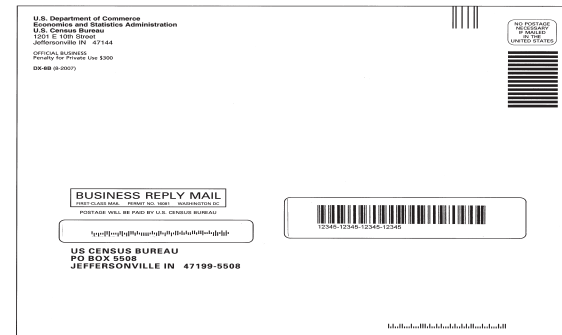 U.S. Department of Commerce
Economics and Statistics Administration
U.S. Census Bureau
1201 E 10th Street
Jeffersonville IN 47144
OFFICIAL BUSINESS
Penalty for Private Use $300
DX-8B (8-2007)
NO POSTAGE
NECESSARY
IF MAILED
IN THE
UNITED STATES
BUSINESS REPLY MAIL
FIRST-CLASS MAIL PERMIT NO. 16081 WASHINGTON DC
POSTAGE WILL BE PAID BY U.S. CENSUS BUREAU
12345-12345-12345-12345
US CENSUS BUREAU
PO BOX 5508
JEFFERSONVILLE IN 47199-5508